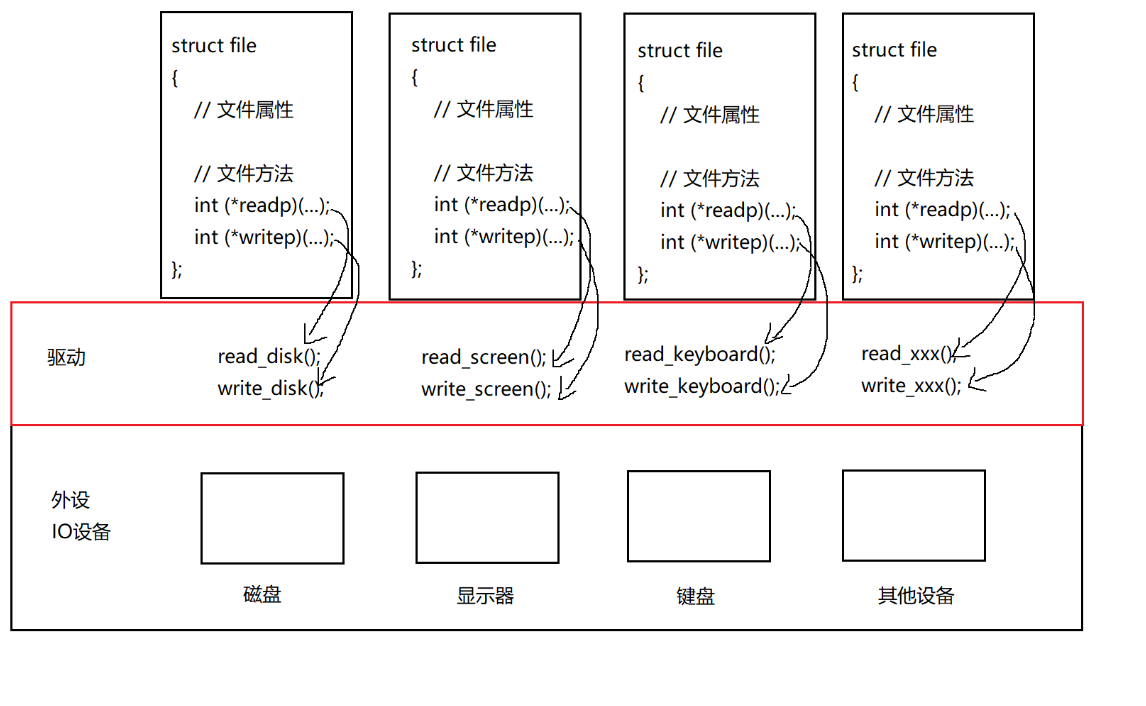 struct file
{
// 文件属性
// 文件方法
int (*readp)(...);
int (*writep)(...);
};
struct file
{
// 文件属性
// 文件方法
int (*readp)(...);
int (*writep)(...);
};
struct file
{
// 文件属性
// 文件方法
int (*readp)(...);
int (*writep)(...);
};
struct file
{
// 文件属性
// 文件方法
int (*readp)(...);
int (*writep)(...);
};
驱动
read_disk();
write_disk();
read_screen();
write_screen();
read_keyboard();
write_keyboard();
read_xxx();
write_xxx();
外设
IO设备
磁盘
显示器
键盘
其他设备